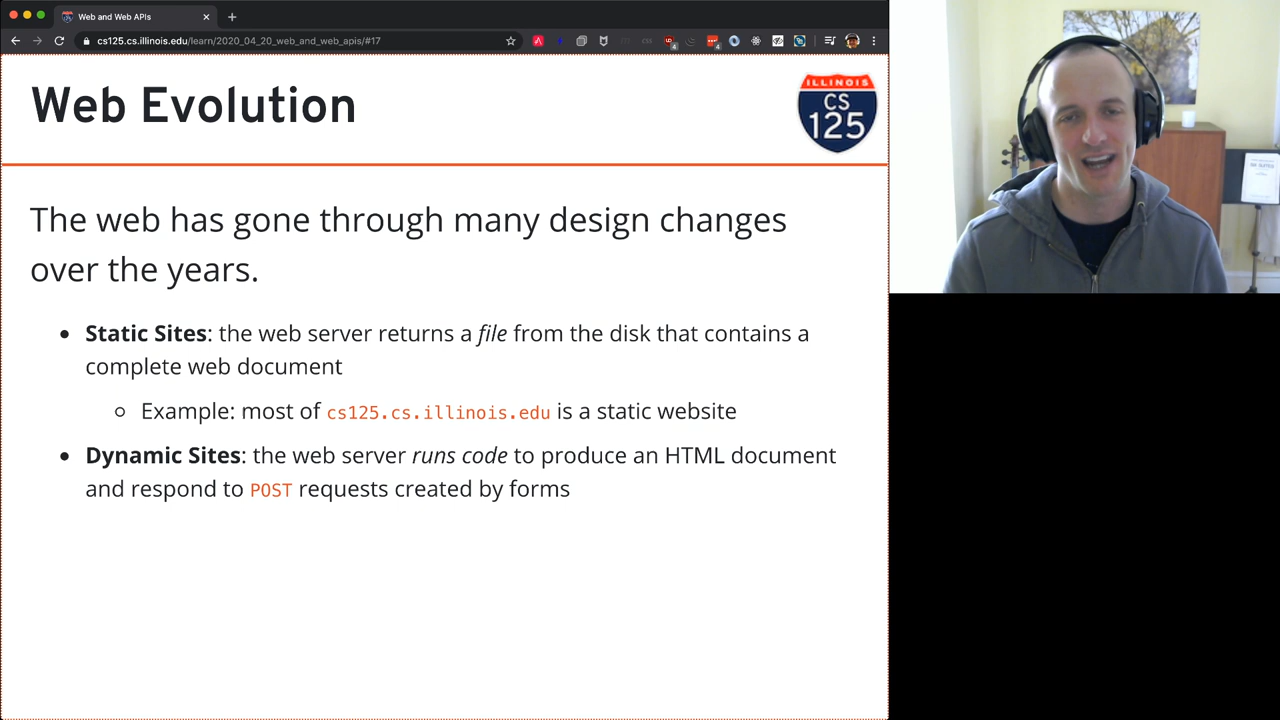 Web and Web APIs
cs125.cs.illinois.edu/learn/2020_04_20_web_and_web_apis/#17
Web Evolution
ILLINOIS
CS
125
The web has gone through many design changes
over the years.
Static Sites: the web server returns a file from the disk that contains a
complete web document
Example: most of cs125.cs.illinois.edu is a static website
Dynamic Sites: the web server runs code to produce an HTML document
and respond to POST requests created by forms